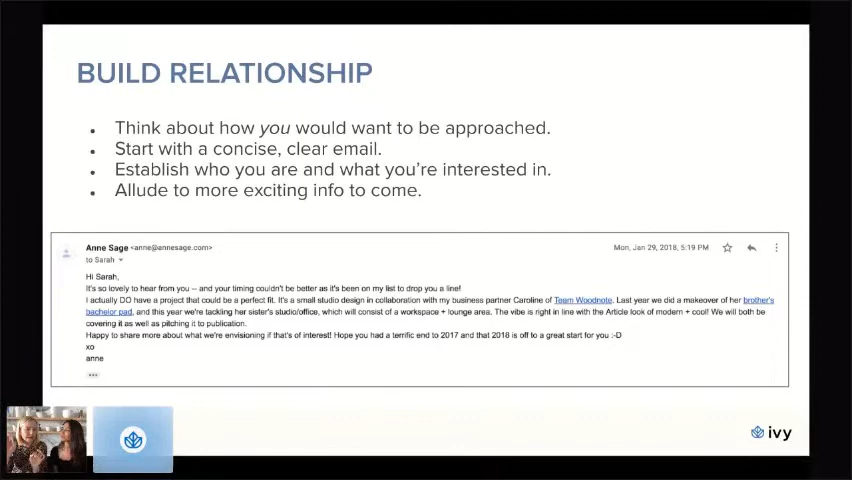 BUILD RELATIONSHIP
• Think about how you would want to be approached.
• Start with a concise, clear email.
• Establish who you are and what you're interested in.
• Allude to more exciting info to come.
Anne Sage <anne@annesage.com>
Mon, Jan 29, 2018, 5:19 PM
to Sarah
Hi Sarah,
It's so lovely to hear from you -- and your timing couldn't be better as it's been on my list to drop you a line!
I actually DO have a project that could be a perfect fit. It's a small studio design in collaboration with my business partner Caroline of Team Woodnote. Last year we did a makeover of her brother's
bachelor pad, and this year we're tackling her sister's studio/office, which will consist of a workspace + lounge area. The vibe is right in line with the Article look of modern + cool! We will both be
covering it as well as pitching it to publication.
Happy to share more about what we're envisioning if that's of interest! Hope you had a terrific end to 2017 and that 2018 is off to a great start for you :-D
xo
anne
ivy